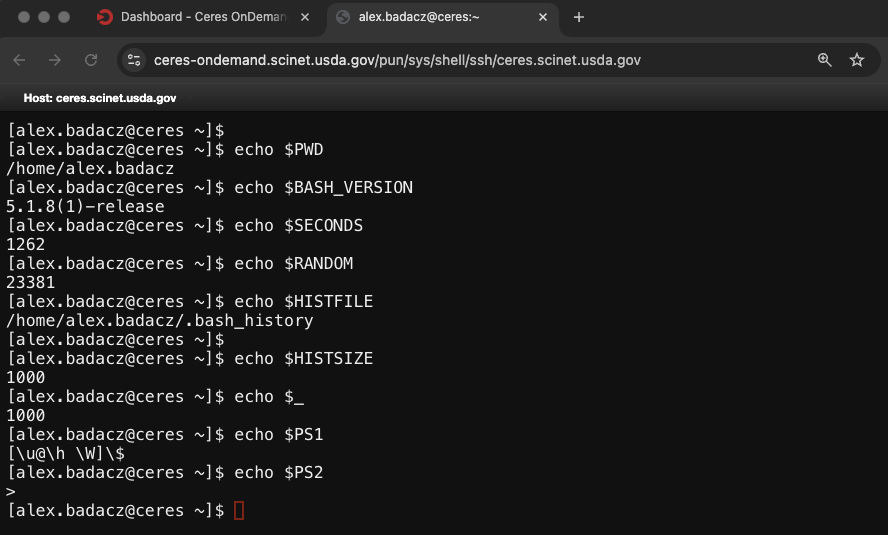 Dashboard - Ceres OnDeman
alex.badacz@ceres:~
ceres-ondemand.scinet.usda.gov/pun/sys/shell/ssh/ceres.scinet.usda.gov
Host: ceres.scinet.usda.gov
[alex.badacz@ceres ~]$
[alex.badacz@ceres ~]$ echo $PWD
/home/alex.badacz
[alex.badacz@ceres ~]$ echo $BASH_VERSION
5.1.8(1)-release
[alex.badacz@ceres ~]$ echo $SECONDS
1262
[alex.badacz@ceres ~]$ echo $RANDOM
23381
[alex.badacz@ceres ~]$ echo $HISTFILE
/home/alex.badacz/.bash_history
[alex.badacz@ceres ~]$
[alex.badacz@ceres ~]$ echo $HISTSIZE
1000
[alex.badacz@ceres ~]$ echo $_
1000
[alex.badacz@ceres ~]$ echo $PS1
[\u@\h \W]\$
[alex.badacz@ceres ~]$ echo $PS2
>
[alex.badacz@ceres ~]$